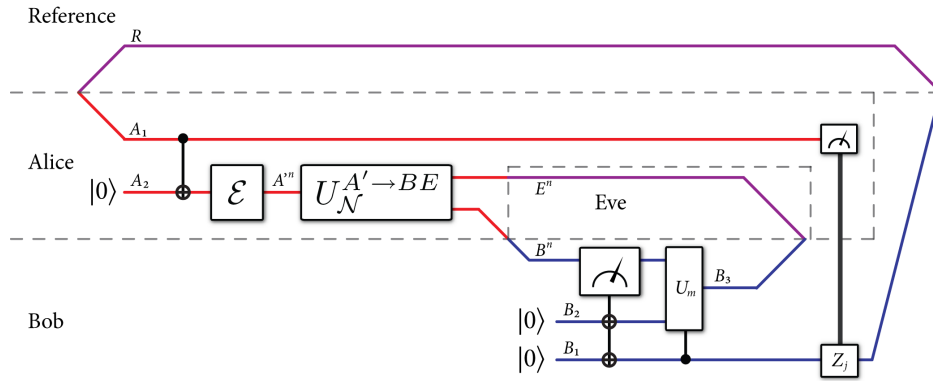 Reference
R
A₁
Alice
|0⟩ A₂ ℰ A'ⁿ U_𝒩^{A'→BE}
Eⁿ Eve
Bⁿ
U_m B₃
Bob
|0⟩ B₂
|0⟩ B₁ Z_j